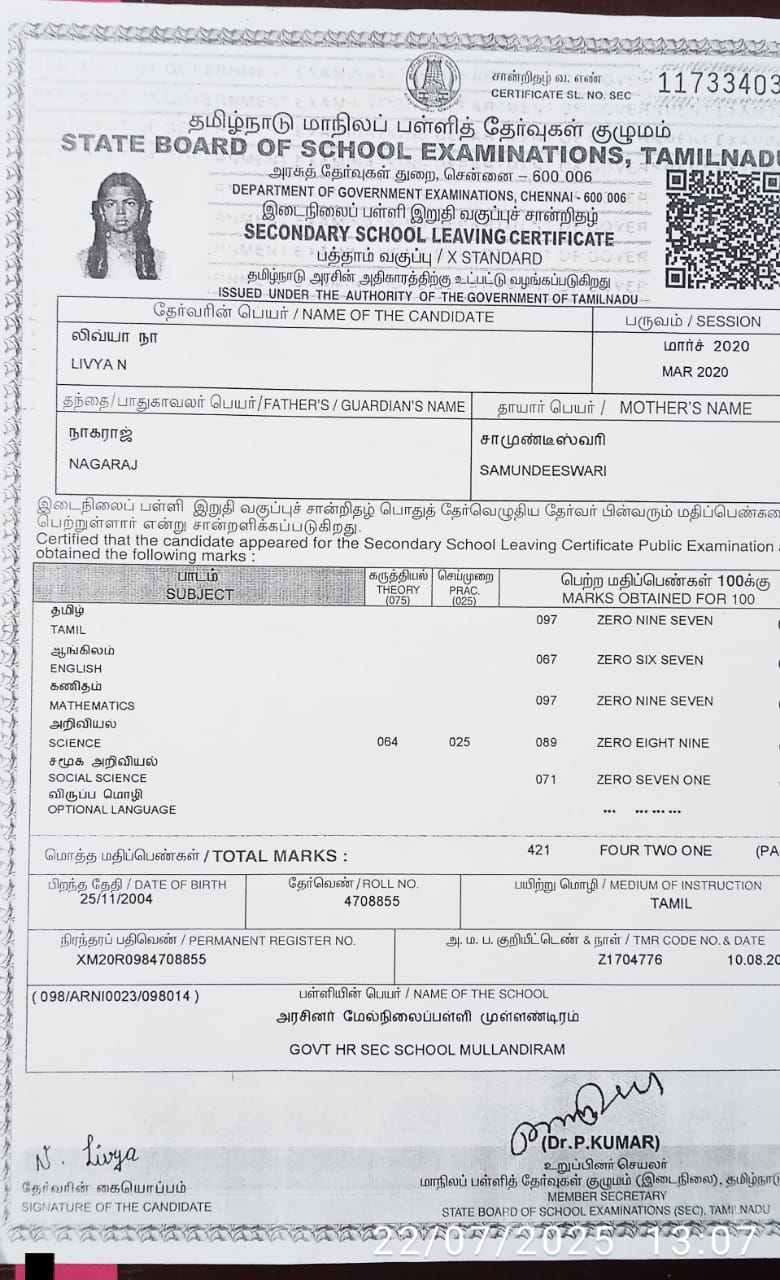 சான்றிதழ் வ. எண்
CERTIFICATE SL. NO. SEC
11733403
தமிழ்நாடு மாநிலப் பள்ளித் தேர்வுகள் குழுமம்
STATE BOARD OF SCHOOL EXAMINATIONS, TAMILNADU
அரசுத் தேர்வுகள் துறை, சென்னை – 600 006
DEPARTMENT OF GOVERNMENT EXAMINATIONS, CHENNAI - 600 006
இடைநிலைப் பள்ளி இறுதி வகுப்புச் சான்றிதழ்
SECONDARY SCHOOL LEAVING CERTIFICATE
பத்தாம் வகுப்பு / X STANDARD
தமிழ்நாடு அரசின் அதிகாரத்திற்கு உட்பட்டு வழங்கப்படுகிறது
ISSUED UNDER THE AUTHORITY OF THE GOVERNMENT OF TAMILNADU
தேர்வரின் பெயர் / NAME OF THE CANDIDATE
பருவம் / SESSION
லிவ்யா நா
மார்ச் 2020
LIVYA N
MAR 2020
தந்தை/பாதுகாவலர் பெயர்/FATHER'S / GUARDIAN'S NAME
தாயார் பெயர் / MOTHER'S NAME
நாகராஜ்
சாமுண்டீஸ்வரி
NAGARAJ
SAMUNDEESWARI
இடைநிலைப் பள்ளி இறுதி வகுப்புச் சான்றிதழ் பொதுத் தேர்வெழுதிய தேர்வர் பின்வரும் மதிப்பெண்களை
பெற்றுள்ளார் என்று சான்றளிக்கப்படுகிறது.
Certified that the candidate appeared for the Secondary School Leaving Certificate Public Examination
obtained the following marks :
பாடம்
SUBJECT
கருத்தியல்
THEORY
(075)
செய்முறை
PRAC.
(025)
பெற்ற மதிப்பெண்கள் 100க்கு
MARKS OBTAINED FOR 100
தமிழ்
TAMIL 097 ZERO NINE SEVEN
ஆங்கிலம்
ENGLISH 067 ZERO SIX SEVEN
கணிதம்
MATHEMATICS 097 ZERO NINE SEVEN
அறிவியல்
SCIENCE 064 025 089 ZERO EIGHT NINE
சமூக அறிவியல்
SOCIAL SCIENCE 071 ZERO SEVEN ONE
விருப்ப மொழி
OPTIONAL LANGUAGE ... ... ... ...
மொத்த மதிப்பெண்கள் / TOTAL MARKS : 421 FOUR TWO ONE (PA
பிறந்த தேதி / DATE OF BIRTH
25/11/2004
தேர்வெண் / ROLL NO.
4708855
பயிற்று மொழி / MEDIUM OF INSTRUCTION
TAMIL
நிரந்தரப் பதிவெண் / PERMANENT REGISTER NO.
XM20R0984708855
அ. ம. ப. குறியீட்டெண் & நாள் / TMR CODE NO. & DATE
Z1704776 10.08.20
( 098/ARNI0023/098014 )
பள்ளியின் பெயர் / NAME OF THE SCHOOL
அரசினர் மேல்நிலைப்பள்ளி முள்ளண்டிரம்
GOVT HR SEC SCHOOL MULLANDIRAM
N. Livya
தேர்வரின் கையொப்பம்
SIGNATURE OF THE CANDIDATE
(Dr.P.KUMAR)
உறுப்பினர் செயலர்
மாநிலப் பள்ளித் தேர்வுகள் குழுமம் (இடைநிலை), தமிழ்நாடு
MEMBER SECRETARY
STATE BOARD OF SCHOOL EXAMINATIONS (SEC), TAMILNADU
22/07/2025 13:07